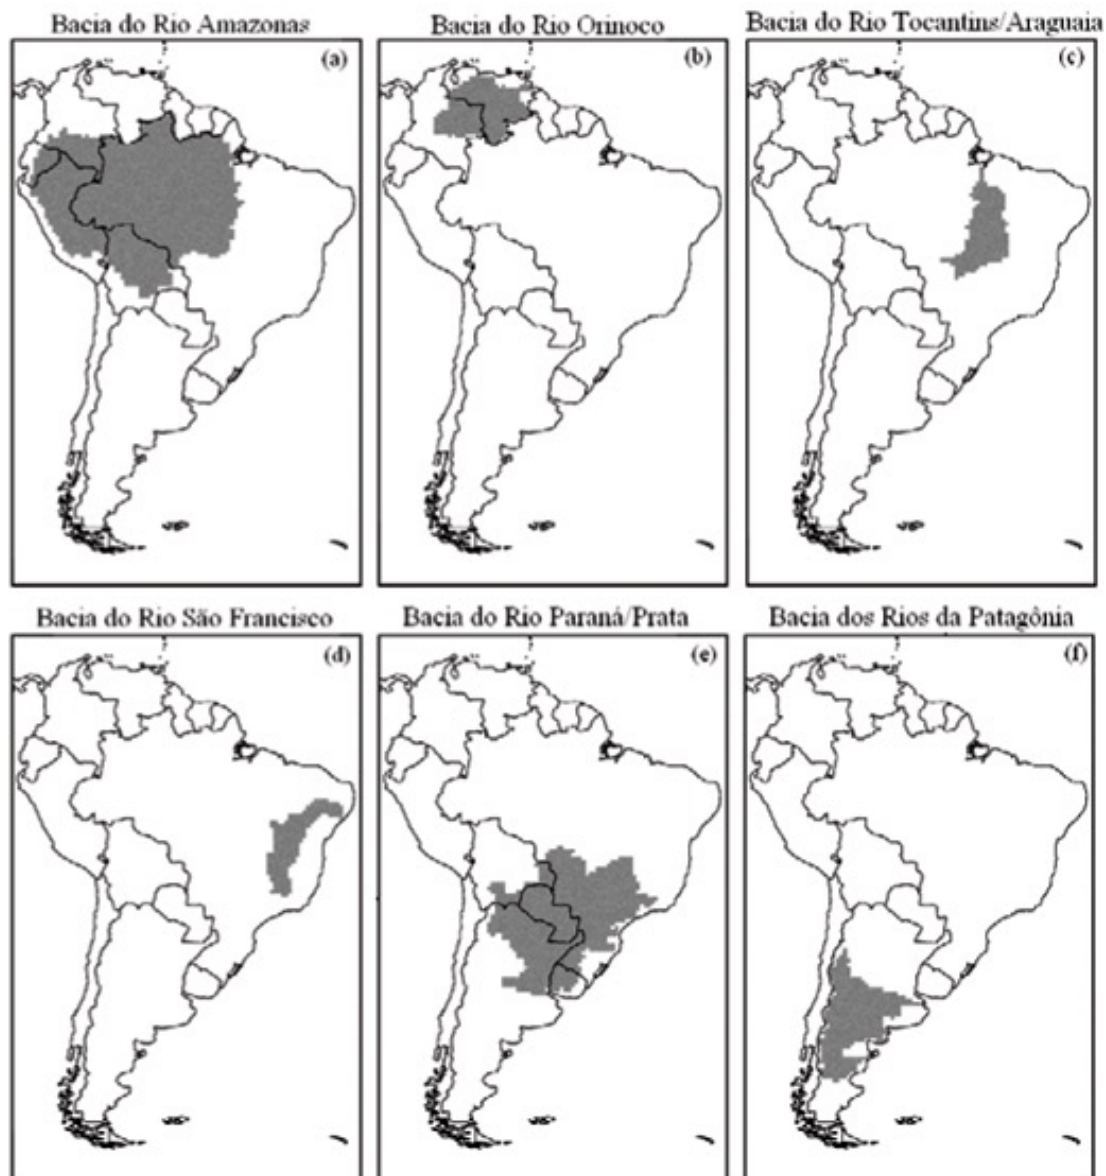 Bacia do Rio Amazonas
(a)
Bacia do Rio Orinoco
(b)
Bacia do Rio Tocantins/Araguaia
(c)
Bacia do Rio São Francisco
(d)
Bacia do Rio Paraná/Prata
(e)
Bacia dos Rios da Patagônia
(f)